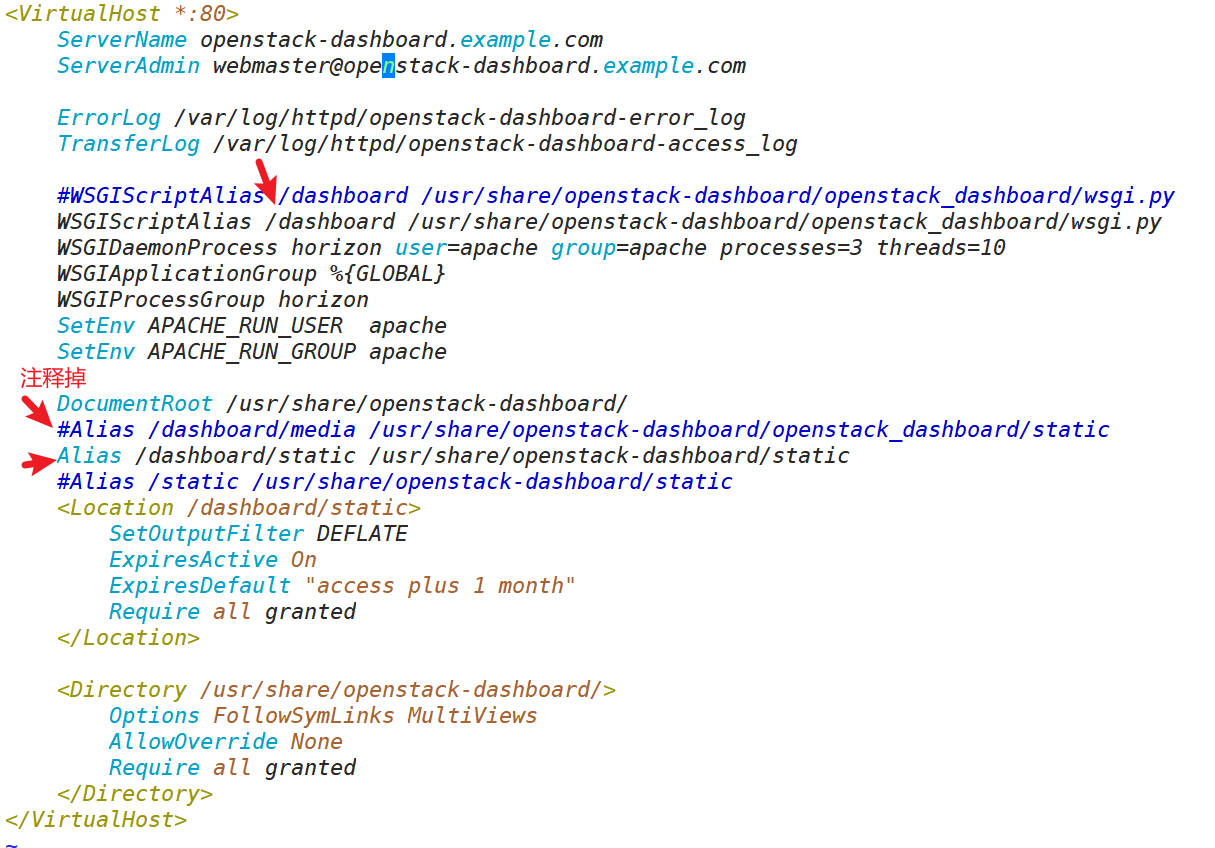 <VirtualHost *:80>
    ServerName openstack-dashboard.example.com
    ServerAdmin webmaster@openstack-dashboard.example.com

    ErrorLog /var/log/httpd/openstack-dashboard-error_log
    TransferLog /var/log/httpd/openstack-dashboard-access_log

    #WSGIScriptAlias /dashboard /usr/share/openstack-dashboard/openstack_dashboard/wsgi.py
    WSGIScriptAlias /dashboard /usr/share/openstack-dashboard/openstack_dashboard/wsgi.py
    WSGIDaemonProcess horizon user=apache group=apache processes=3 threads=10
    WSGIApplicationGroup %{GLOBAL}
    WSGIProcessGroup horizon
    SetEnv APACHE_RUN_USER  apache
    SetEnv APACHE_RUN_GROUP apache
注释掉
    DocumentRoot /usr/share/openstack-dashboard/
    #Alias /dashboard/media /usr/share/openstack-dashboard/openstack_dashboard/static
    Alias /dashboard/static /usr/share/openstack-dashboard/static
    #Alias /static /usr/share/openstack-dashboard/static
    <Location /dashboard/static>
        SetOutputFilter DEFLATE
        ExpiresActive On
        ExpiresDefault "access plus 1 month"
        Require all granted
    </Location>

    <Directory /usr/share/openstack-dashboard/>
        Options FollowSymLinks MultiViews
        AllowOverride None
        Require all granted
    </Directory>
</VirtualHost>
~